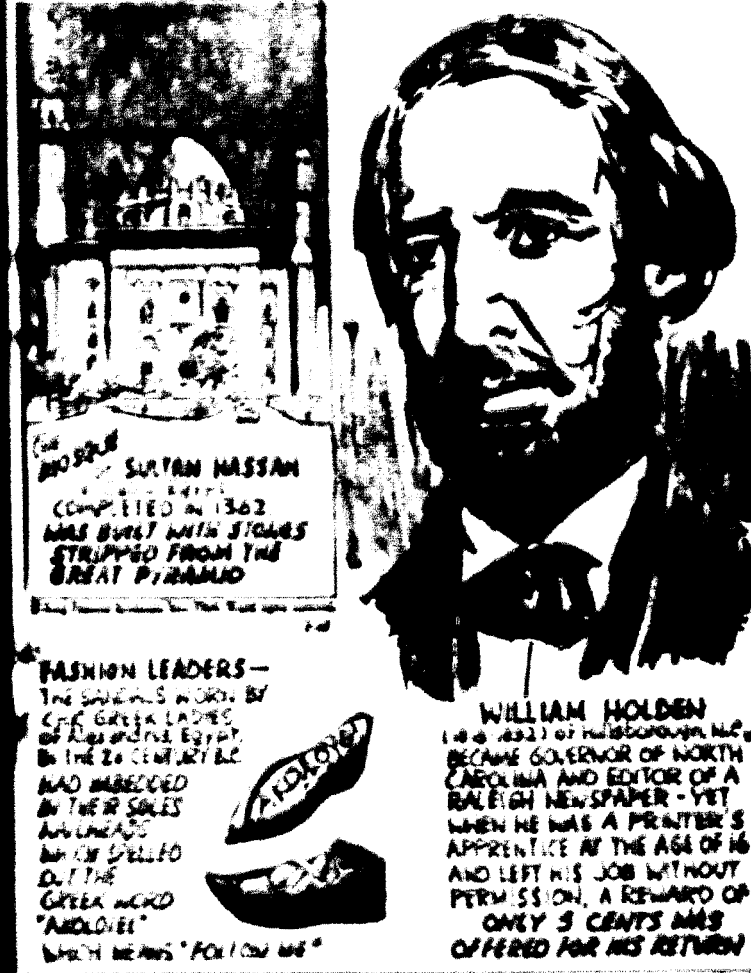 THE
MOSQUE
of SULTAN HASSAN
COMPLETED IN 1362
WAS BUILT WITH STONES
STRIPPED FROM THE
GREAT PYRAMID
FASHION LEADERS—
THE SANDALS WORN BY
CHIC GREEK LADIES
of Alexandria, Egypt,
IN THE 2d CENTURY B.C.
HAD IMBEDDED
IN THEIR SOLES
NAILHEADS
WHICH SPELLED
OUT THE
GREEK WORD
WHICH MEANS "FOLLOW ME"
WILLIAM HOLDEN
of Hillsborough, N.C.,
BECAME GOVERNOR OF NORTH
CAROLINA AND EDITOR OF A
RALEIGH NEWSPAPER - YET
WHEN HE WAS A PRINTER'S
APPRENTICE AT THE AGE OF 16
AND LEFT HIS JOB WITHOUT
PERMISSION, A REWARD OF
ONLY 5 CENTS WAS
OFFERED FOR HIS RETURN